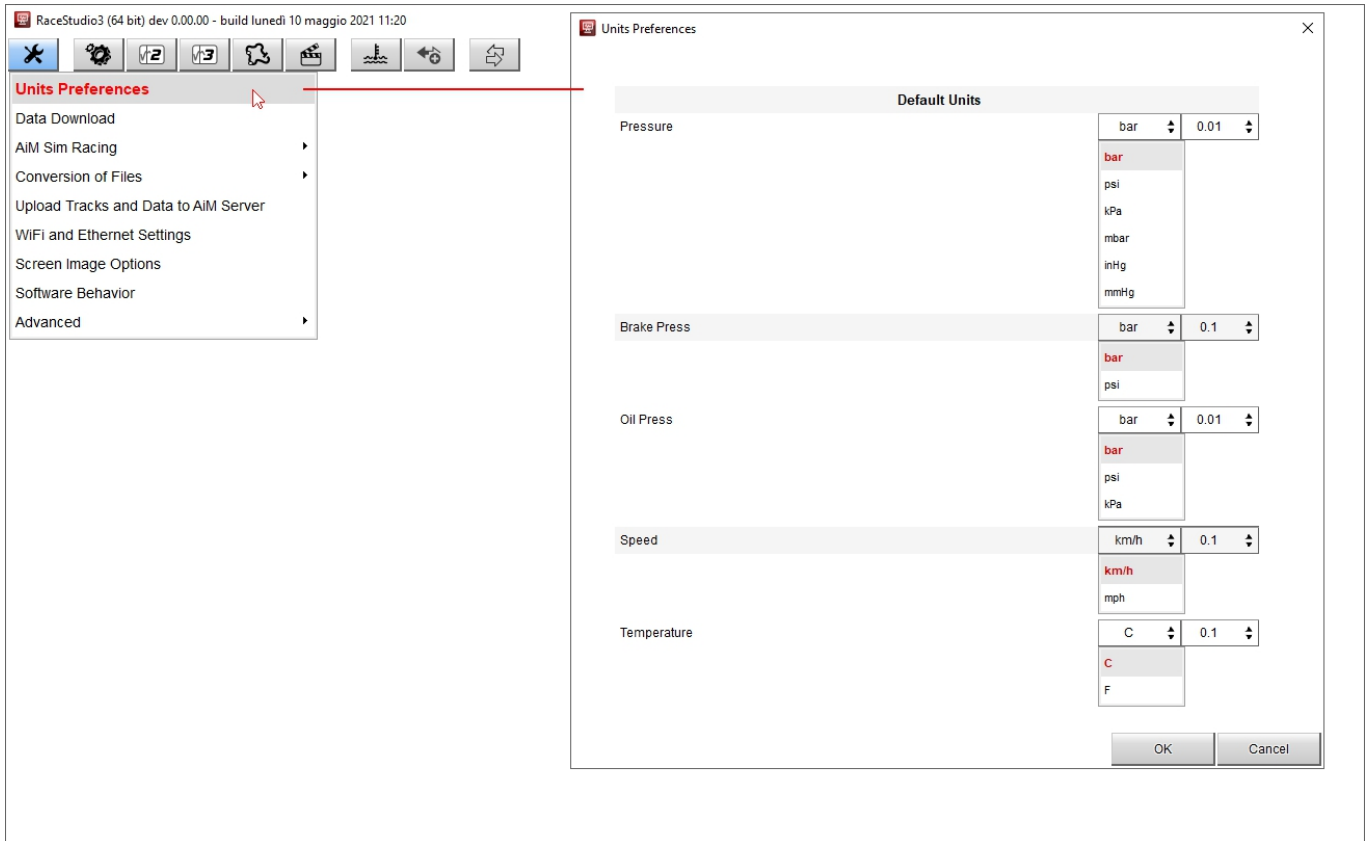 RaceStudio3 (64 bit) dev 0.00.00 - build lunedì 10 maggio 2021 11:20
Units Preferences
Data Download
AiM Sim Racing
Conversion of Files
Upload Tracks and Data to AiM Server
WiFi and Ethernet Settings
Screen Image Options
Software Behavior
Advanced
Units Preferences
Default Units
Pressure bar 0.01
bar
psi
kPa
mbar
inHg
mmHg
Brake Press bar 0.1
bar
psi
Oil Press bar 0.01
bar
psi
kPa
Speed km/h 0.1
km/h
mph
Temperature C 0.1
C
F
OK Cancel